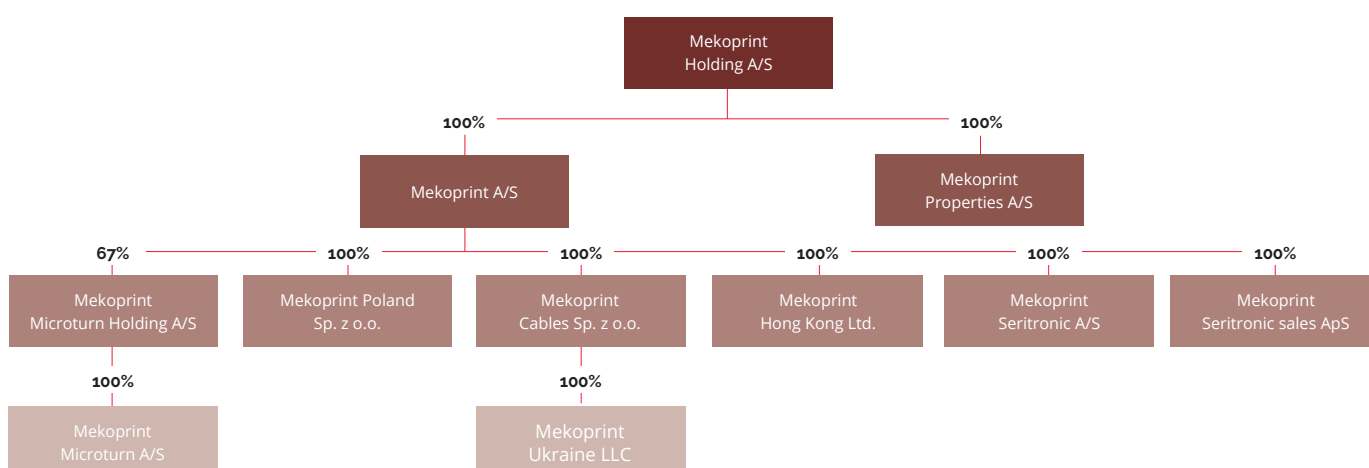 Mekoprint
Holding A/S
100%
100%
Mekoprint A/S
Mekoprint
Properties A/S
67%
100%
100%
100%
100%
100%
Mekoprint
Microturn Holding A/S
Mekoprint Poland
Sp. z o.o.
Mekoprint
Cables Sp. z o.o.
Mekoprint
Hong Kong Ltd.
Mekoprint
Seritronic A/S
Mekoprint
Seritronic sales ApS
100%
100%
Mekoprint
Microturn A/S
Mekoprint
Ukraine LLC